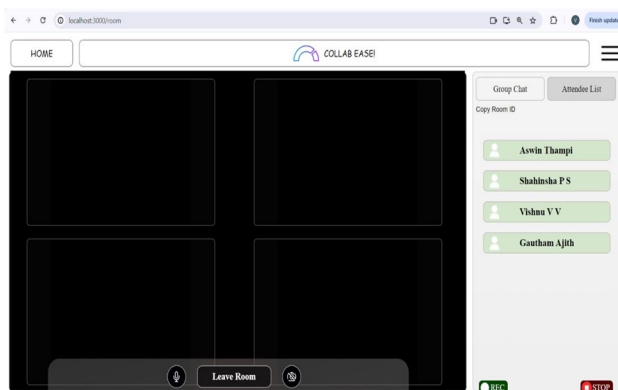 localhost:3000/room
Finish update
HOME
COLLAB EASE!
Group Chat
Attendee List
Copy Room ID
Aswin Thampi
Shahinsha P S
Vishnu V V
Gautham Ajith
Leave Room
REC
STOP